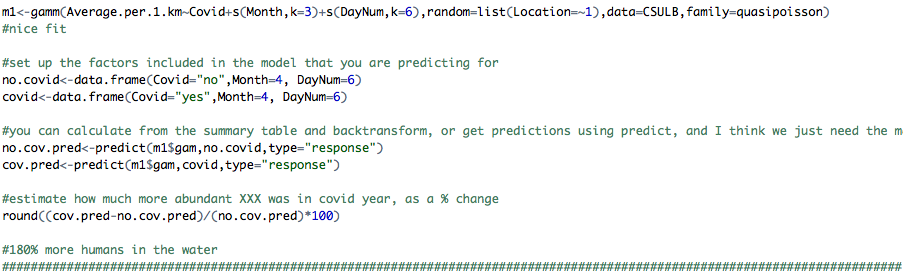 m1<-gamm(Average.per.1.km~Covid+s(Month,k=3)+s(DayNum,k=6),random=list(Location=~1),data=CSULB,family=quasipoisson)
#nice fit
#set up the factors included in the model that you are predicting for
no.covid<-data.frame(Covid="no",Month=4, DayNum=6)
covid<-data.frame(Covid="yes",Month=4, DayNum=6)
#you can calculate from the summary table and backtransform, or get predictions using predict, and I think we just need the
no.cov.pred<-predict(m1$gam,no.covid,type="response")
cov.pred<-predict(m1$gam,covid,type="response")
#estimate how much more abundant XXX was in covid year, as a % change
round((cov.pred-no.cov.pred)/(no.cov.pred)*100)
#180% more humans in the water